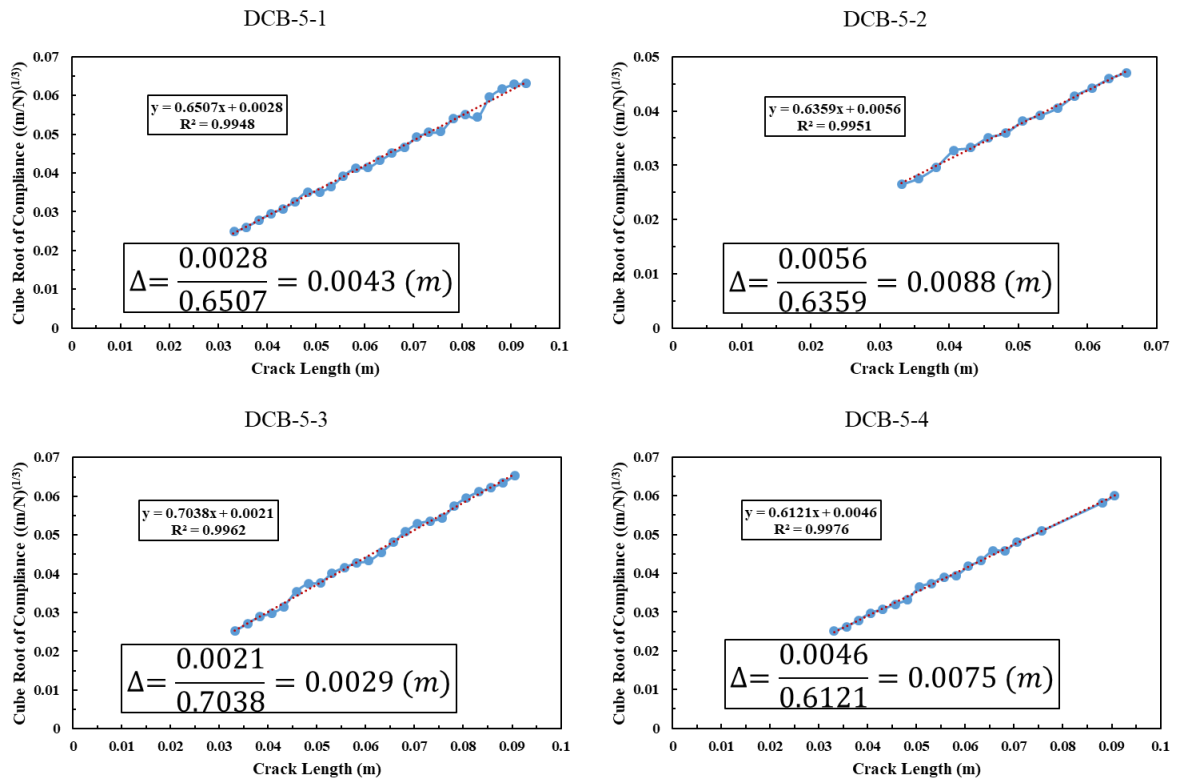 DCB-5-1
Cube Root of Compliance ((m/N)^(1/3))
0.07
0.06
0.05
0.04
0.03
0.02
0.01
0
y = 0.6507x + 0.0028
R² = 0.9948
Δ= 0.0028/0.6507 = 0.0043 (m)
0 0.01 0.02 0.03 0.04 0.05 0.06 0.07 0.08 0.09 0.1
Crack Length (m)
DCB-5-2
Cube Root of Compliance ((m/N)^(1/3))
0.05
0.04
0.03
0.02
0.01
0
y = 0.6359x + 0.0056
R² = 0.9951
Δ= 0.0056/0.6359 = 0.0088 (m)
0 0.01 0.02 0.03 0.04 0.05 0.06 0.07
Crack Length (m)
DCB-5-3
Cube Root of Compliance ((m/N)^(1/3))
0.07
0.06
0.05
0.04
0.03
0.02
0.01
0
y = 0.7038x + 0.0021
R² = 0.9962
Δ= 0.0021/0.7038 = 0.0029 (m)
0 0.01 0.02 0.03 0.04 0.05 0.06 0.07 0.08 0.09 0.1
Crack Length (m)
DCB-5-4
Cube Root of Compliance ((m/N)^(1/3))
0.07
0.06
0.05
0.04
0.03
0.02
0.01
0
y = 0.6121x + 0.0046
R² = 0.9976
Δ= 0.0046/0.6121 = 0.0075 (m)
0 0.01 0.02 0.03 0.04 0.05 0.06 0.07 0.08 0.09 0.1
Crack Length (m)